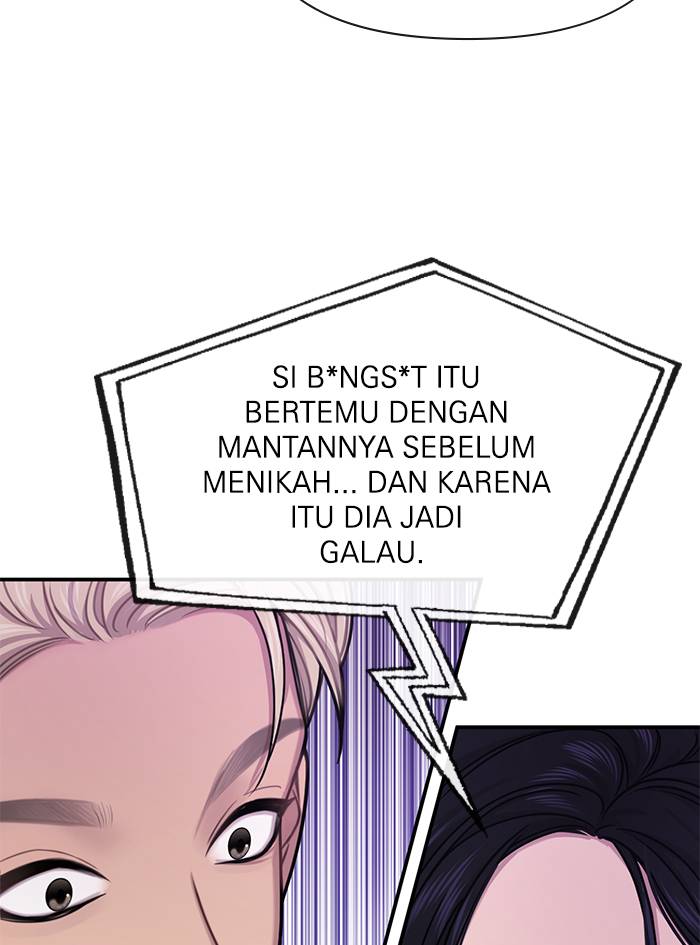 SI B*NGS*T ITU
BERTEMU DENGAN
MANTANNYA SEBELUM
MENIKAH... DAN KARENA
ITU DIA JADI
GALAU.